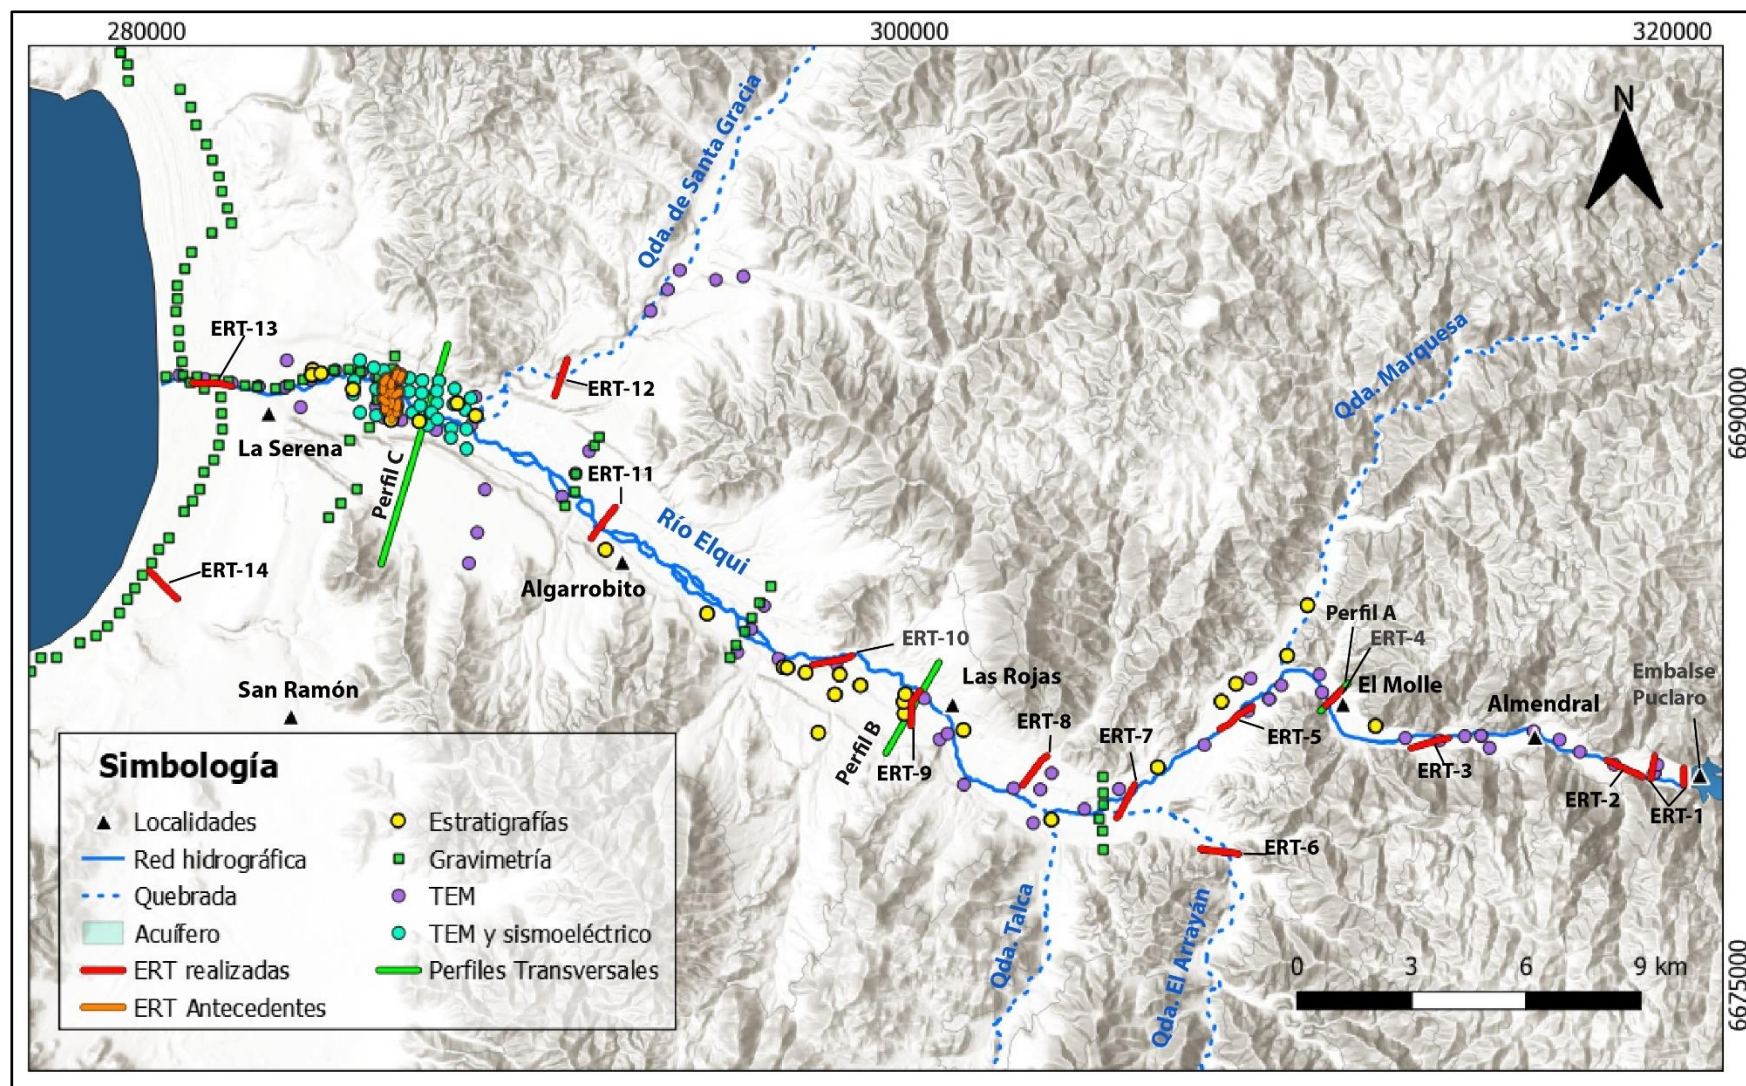 280000
300000
320000
N
Qda. de Santa Gracia
Qda. Marquesa
ERT-13
ERT-12
6690000
La Serena
Perfil C
ERT-11
Río Elqui
ERT-14
Algarrobito
Perfil A
ERT-10
ERT-4
Las Rojas
El Molle
Embalse
Puclaro
San Ramón
Almendral
ERT-8
ERT-7
ERT-5
Perfil B
ERT-9
ERT-3
ERT-2
ERT-1
ERT-6
Qda. Talca
Qda. El Arrayán
Simbología
Localidades
Red hidrográfica
Quebrada
Acuífero
ERT realizadas
ERT Antecedentes
Estratigrafías
Gravimetría
TEM
TEM y sismoeléctrico
Perfiles Transversales
0 3 6 9 km
6675000